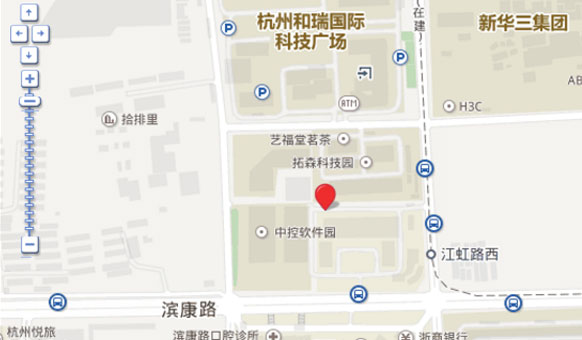 杭州和瑞国际
科技广场
(在建)
新华三集团
P
P
P
ATM
H3C
拾排里
艺福堂茗茶
拓森科技园
中控软件园
江虹路西
滨康路
杭州悦旅
滨康路口腔诊所
浙商银行